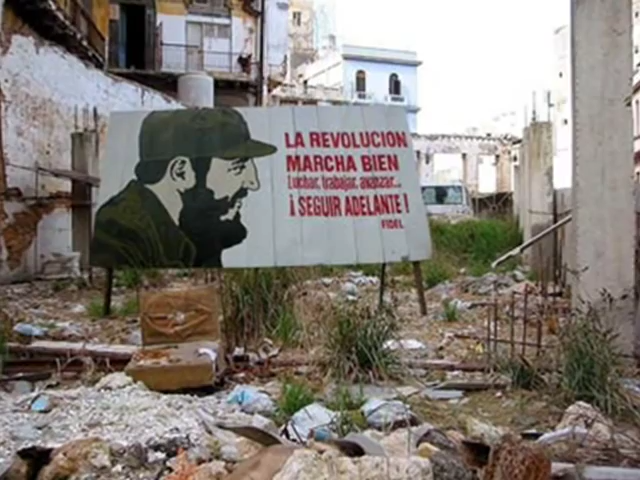 LA REVOLUCION
MARCHA BIEN
Luchar, trabajar, avanzar...
¡SEGUIR ADELANTE!
FIDEL